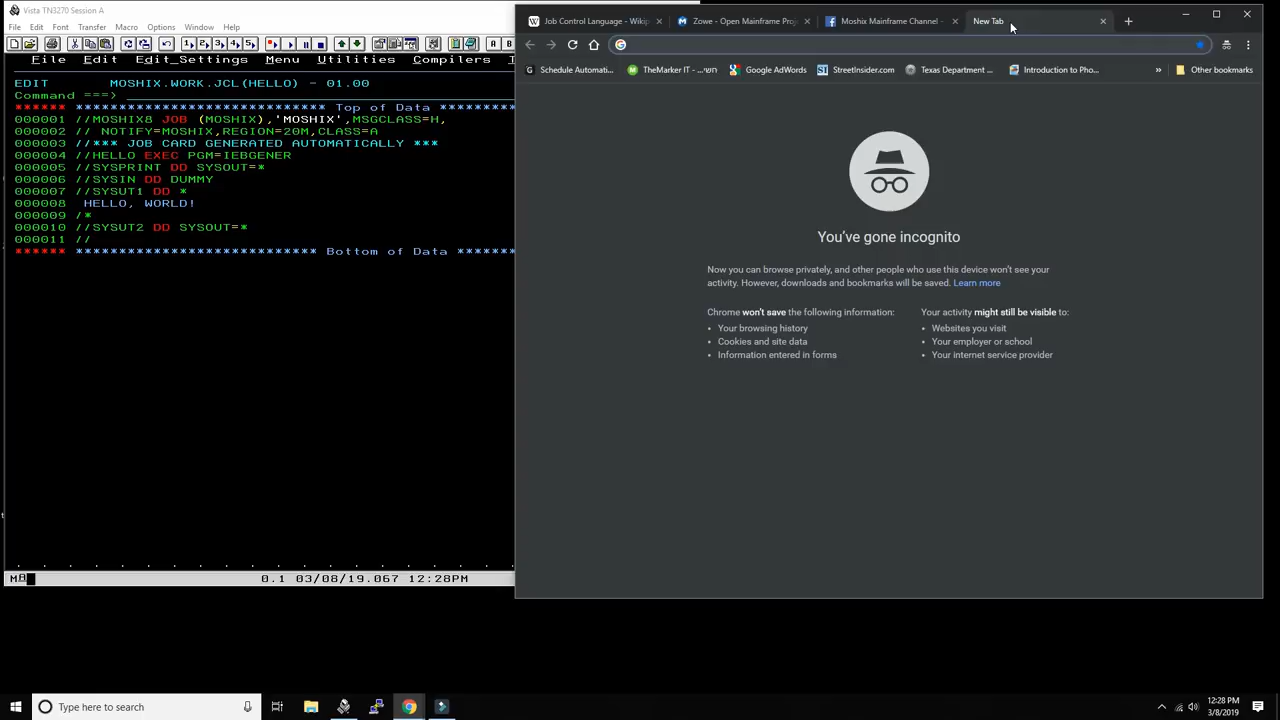 Vista TN3270 Session A
File Edit Font Transfer Macro Options Window Help
File Edit Edit_Settings Menu Utilities Compilers
EDIT MOSHIX.WORK.JCL(HELLO) - 01.00
Command ===>
****** **************************** Top of Data *******
000001 //MOSHIX8 JOB (MOSHIX),'MOSHIX',MSGCLASS=H,
000002 // NOTIFY=MOSHIX,REGION=20M,CLASS=A
000003 //*** JOB CARD GENERATED AUTOMATICALLY ***
000004 //HELLO EXEC PGM=IEBGENER
000005 //SYSPRINT DD SYSOUT=*
000006 //SYSIN DD DUMMY
000007 //SYSUT1 DD *
000008 HELLO, WORLD!
000009 /*
000010 //SYSUT2 DD SYSOUT=*
000011 //
****** *************************** Bottom of Data *******
0.1 03/08/19.067 12:28PM
Job Control Language - Wikip
Zowe - Open Mainframe Proj
Moshix Mainframe Channel -
New Tab
Schedule Automati...
TheMarker IT - תשתי...
Google AdWords
StreetInsider.com
Texas Department ...
Introduction to Pho...
»
Other bookmarks
You've gone incognito
Now you can browse privately, and other people who use this device won't see your
activity. However, downloads and bookmarks will be saved. Learn more
Chrome won't save the following information:
• Your browsing history
• Cookies and site data
• Information entered in forms
Your activity might still be visible to:
• Websites you visit
• Your employer or school
• Your internet service provider
Type here to search
12:28 PM
3/8/2019